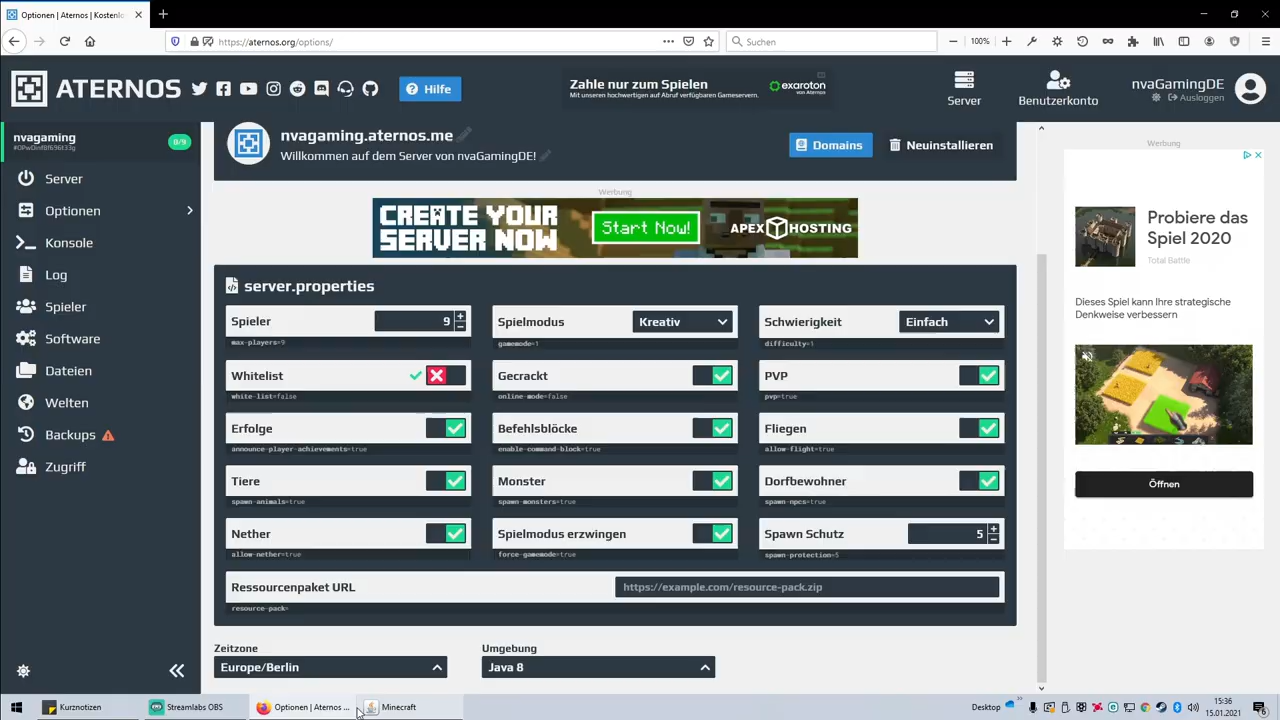 Optionen | Aternos | Kostenlo
https://aternos.org/options/
Suchen
100%
ATERNOS
Hilfe
Zahle nur zum Spielen
Mit unseren hochwertigen auf Abruf verfügbaren Gameservern.
exaroton
von Aternos
Server
Benutzerkonto
nvaGamingDE
Ausloggen
nvagaming
0/9
Server
Optionen
Konsole
Log
Spieler
Software
Dateien
Welten
Backups
Zugriff
nvagaming.aternos.me
Willkommen auf dem Server von nvaGamingDE!
Domains
Neuinstallieren
Werbung
CREATE YOUR
SERVER NOW
Start Now!
APEX HOSTING
server.properties
Spieler
9
max-players=9
Spielmodus
Kreativ
gamemode=1
Schwierigkeit
Einfach
difficulty=1
Whitelist
white-list=false
Gecrackt
online-mode=false
PVP
pvp=true
Erfolge
announce-player-achievements=true
Befehlsblöcke
enable-command-block=true
Fliegen
allow-flight=true
Tiere
spawn-animals=true
Monster
spawn-monsters=true
Dorfbewohner
spawn-npcs=true
Nether
allow-nether=true
Spielmodus erzwingen
force-gamemode=true
Spawn Schutz
5
spawn-protection=5
Ressourcenpaket URL
https://example.com/resource-pack.zip
resource-pack=
Zeitzone
Europe/Berlin
Umgebung
Java 8
Werbung
Probiere das
Spiel 2020
Total Battle
Dieses Spiel kann Ihre strategische
Denkweise verbessern
Öffnen
Kurznotizen
Streamlabs OBS
Optionen | Aternos ...
Minecraft
Desktop
15:36
15.01.2021